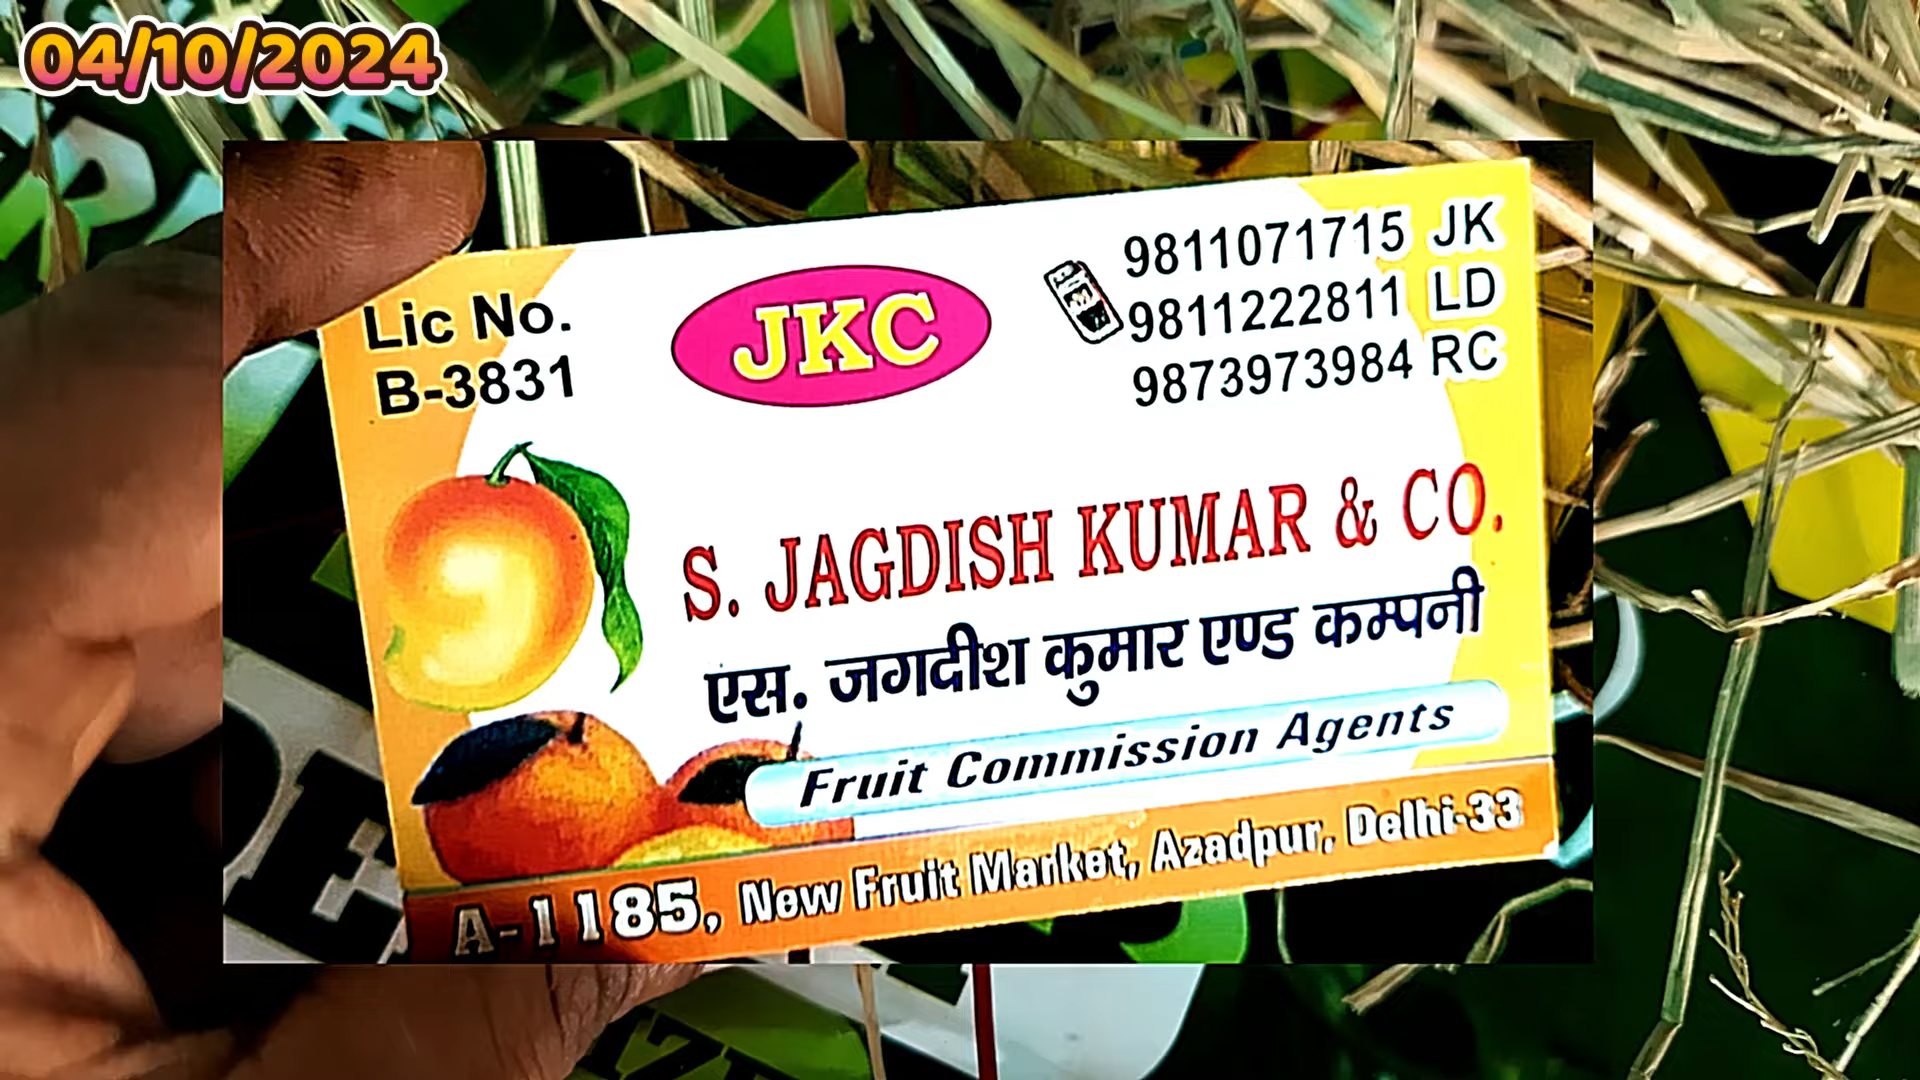 04/10/2024
Lic No.
B-3831
JKC
9811071715 JK
9811222811 LD
9873973984 RC
S. JAGDISH KUMAR & CO.
एस. जगदीश कुमार एण्ड कम्पनी
Fruit Commission Agents
A-1185, New Fruit Market, Azadpur, Delhi-33